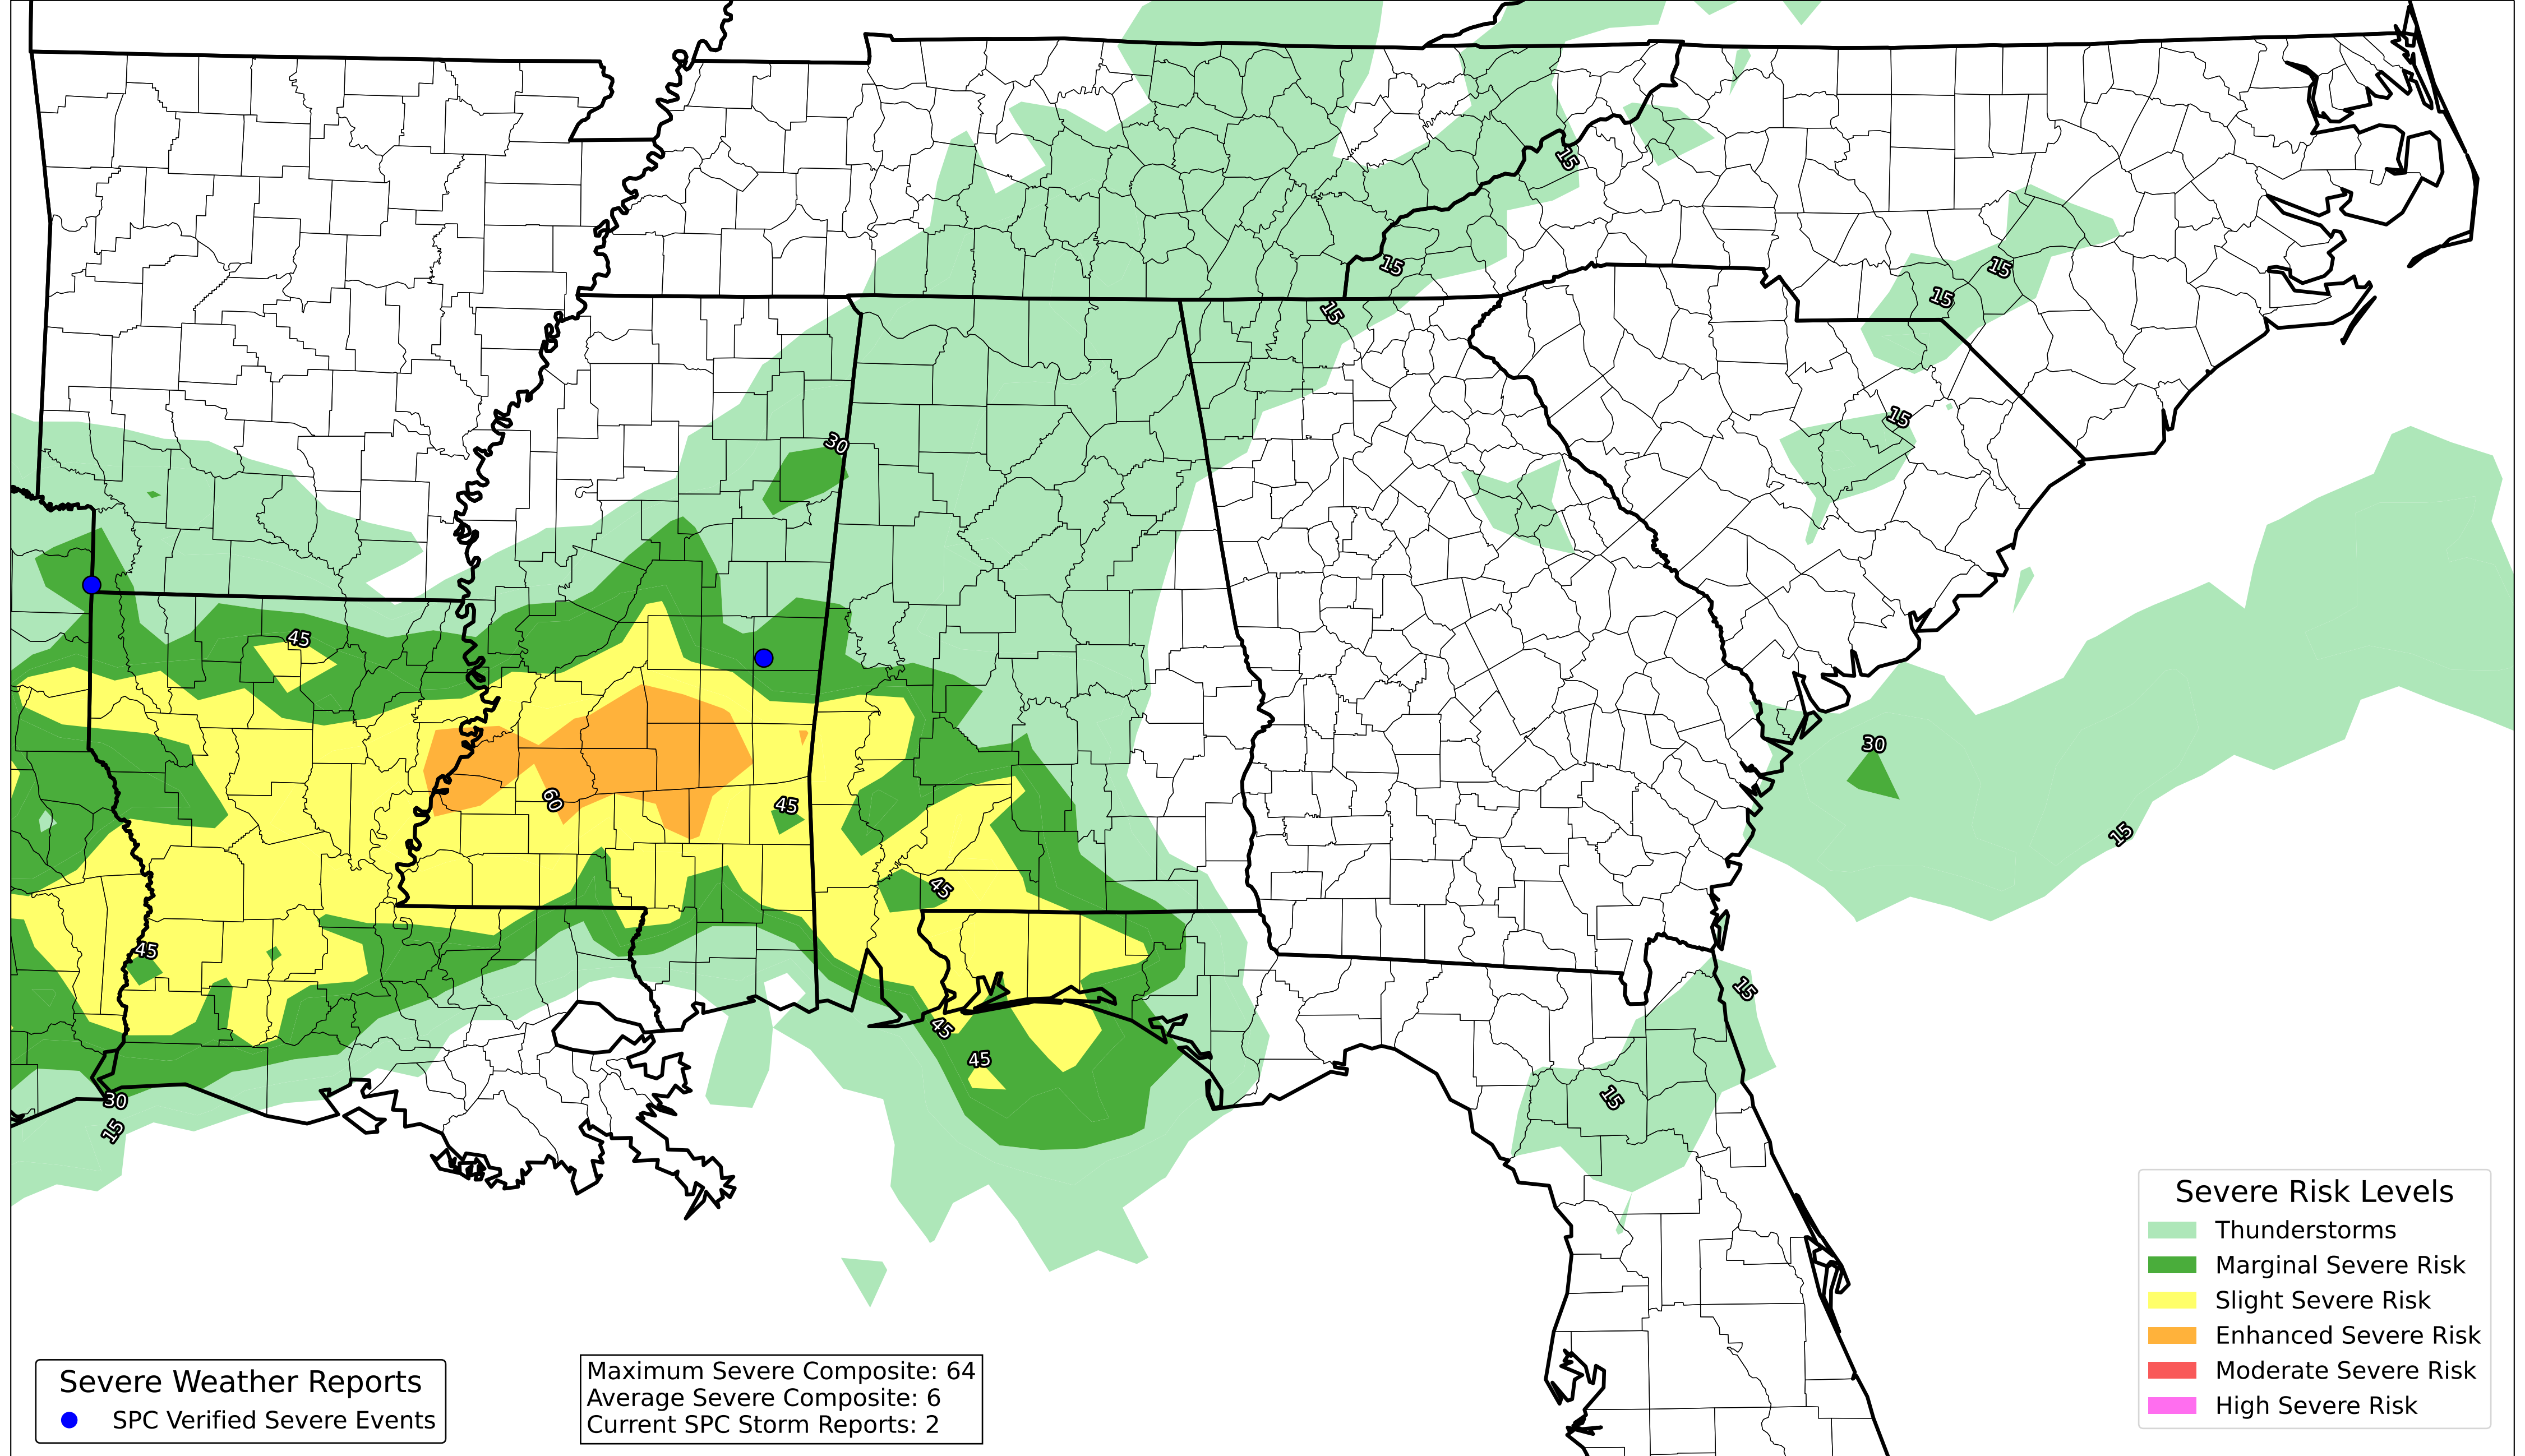 15
15
15
15
15
30
15
45
30
60
45
15
45
45
15
45
45
15
30
15
Severe Risk Levels
Thunderstorms
Marginal Severe Risk
Slight Severe Risk
Enhanced Severe Risk
Moderate Severe Risk
High Severe Risk
Severe Weather Reports
SPC Verified Severe Events
Maximum Severe Composite: 64
Average Severe Composite: 6
Current SPC Storm Reports: 2